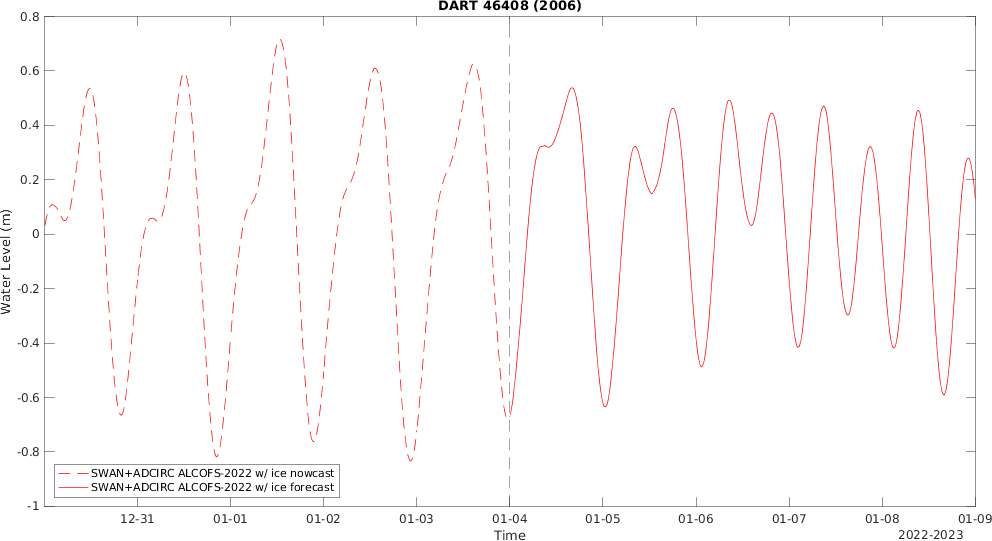 DART 46408 (2006)
0.8
0.6
0.4
0.2
0
-0.2
-0.4
-0.6
-0.8
-1
Water Level (m)
SWAN+ADCIRC ALCOFS-2022 w/ ice nowcast
SWAN+ADCIRC ALCOFS-2022 w/ ice forecast
12-31 01-01 01-02 01-03 01-04 01-05 01-06 01-07 01-08 01-09
Time
2022-2023